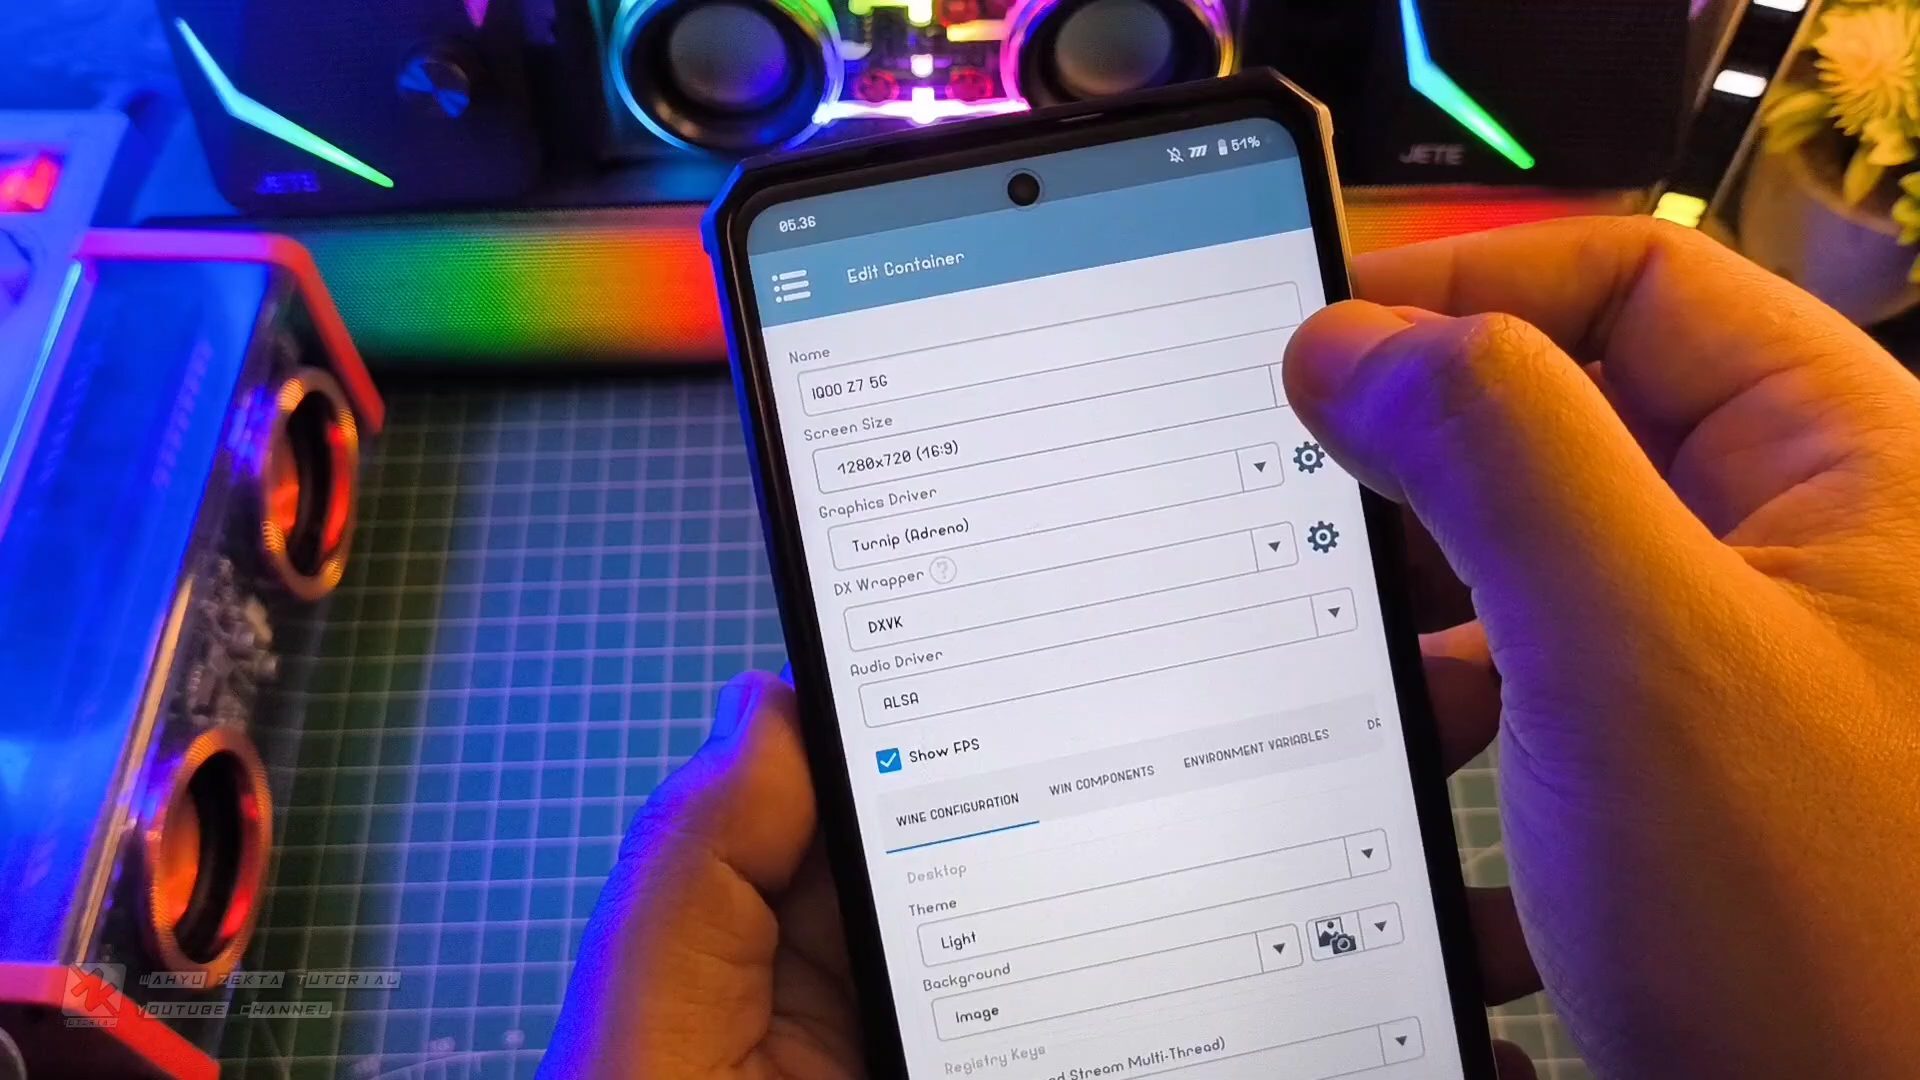 JETE
JETE
05.36
51%
Edit Container
Name
IQOO Z7 5G
Screen Size
1280x720 (16:9)
Graphics Driver
Turnip (Adreno)
DX Wrapper ?
DXVK
Audio Driver
ALSA
Show FPS
WINE CONFIGURATION WIN COMPONENTS ENVIRONMENT VARIABLES DR
Desktop
Theme
Light
Background
Image
Registry Keys
Stream Multi-Thread)
WAHYU ZEKTA TUTORIAL
YOUTUBE CHANNEL